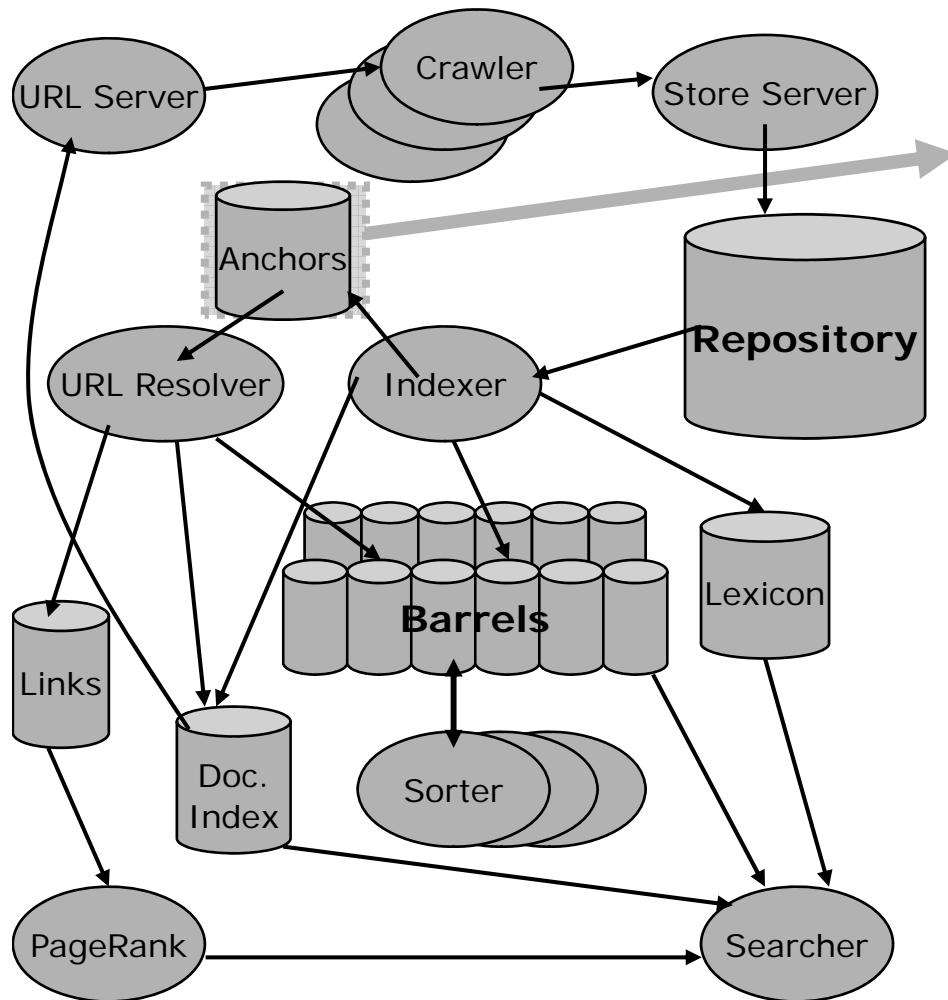 URL Server
Crawler
Store Server
Anchors
Repository
URL Resolver
Indexer
Barrels
Lexicon
Links
Doc.
Index
Sorter
PageRank
Searcher